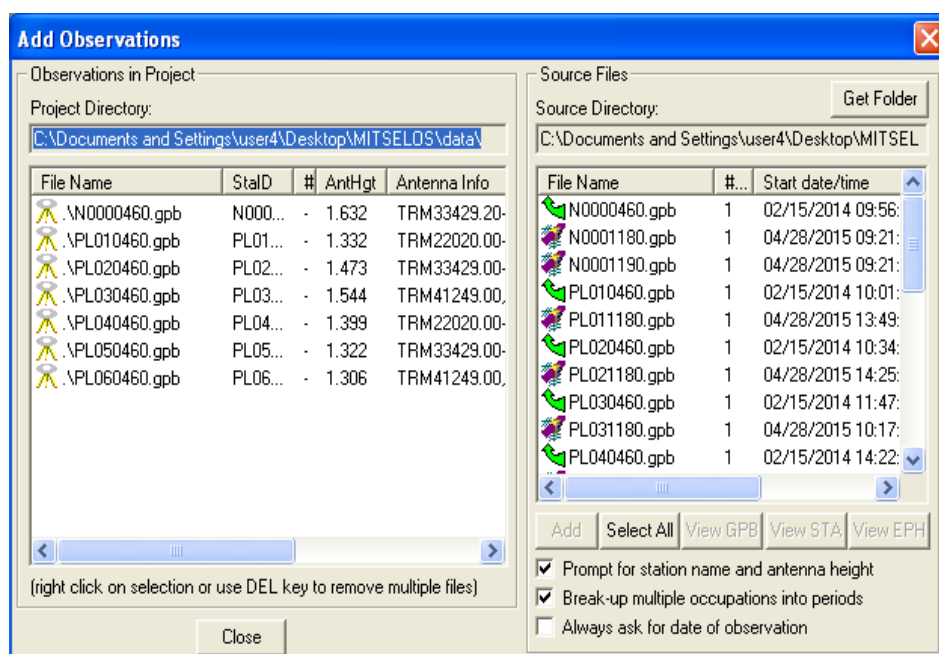 Add Observations
Observations in Project
Project Directory:
C:\Documents and Settings\user4\Desktop\MITSELOS\data\
File Name StaID # AntHgt Antenna Info
.\N0000460.gpb N000... - 1.632 TRM33429.20-
.\PL010460.gpb PL01... - 1.332 TRM22020.00-
.\PL020460.gpb PL02... - 1.473 TRM33429.00-
.\PL030460.gpb PL03... - 1.544 TRM41249.00,
.\PL040460.gpb PL04... - 1.399 TRM22020.00-
.\PL050460.gpb PL05... - 1.322 TRM33429.00-
.\PL060460.gpb PL06... - 1.306 TRM41249.00,
(right click on selection or use DEL key to remove multiple files)
Close
Source Files
Get Folder
Source Directory:
C:\Documents and Settings\user4\Desktop\MITSEL
File Name #... Start date/time
N0000460.gpb 1 02/15/2014 09:56:
N0001180.gpb 1 04/28/2015 09:21:
N0001190.gpb 1 04/28/2015 09:21:
PL010460.gpb 1 02/15/2014 10:01:
PL011180.gpb 1 04/28/2015 13:49:
PL020460.gpb 1 02/15/2014 10:34:
PL021180.gpb 1 04/28/2015 14:25:
PL030460.gpb 1 02/15/2014 11:47:
PL031180.gpb 1 04/28/2015 10:17:
PL040460.gpb 1 02/15/2014 14:22:
Add Select All View GPB View STA View EPH
Prompt for station name and antenna height
Break-up multiple occupations into periods
Always ask for date of observation